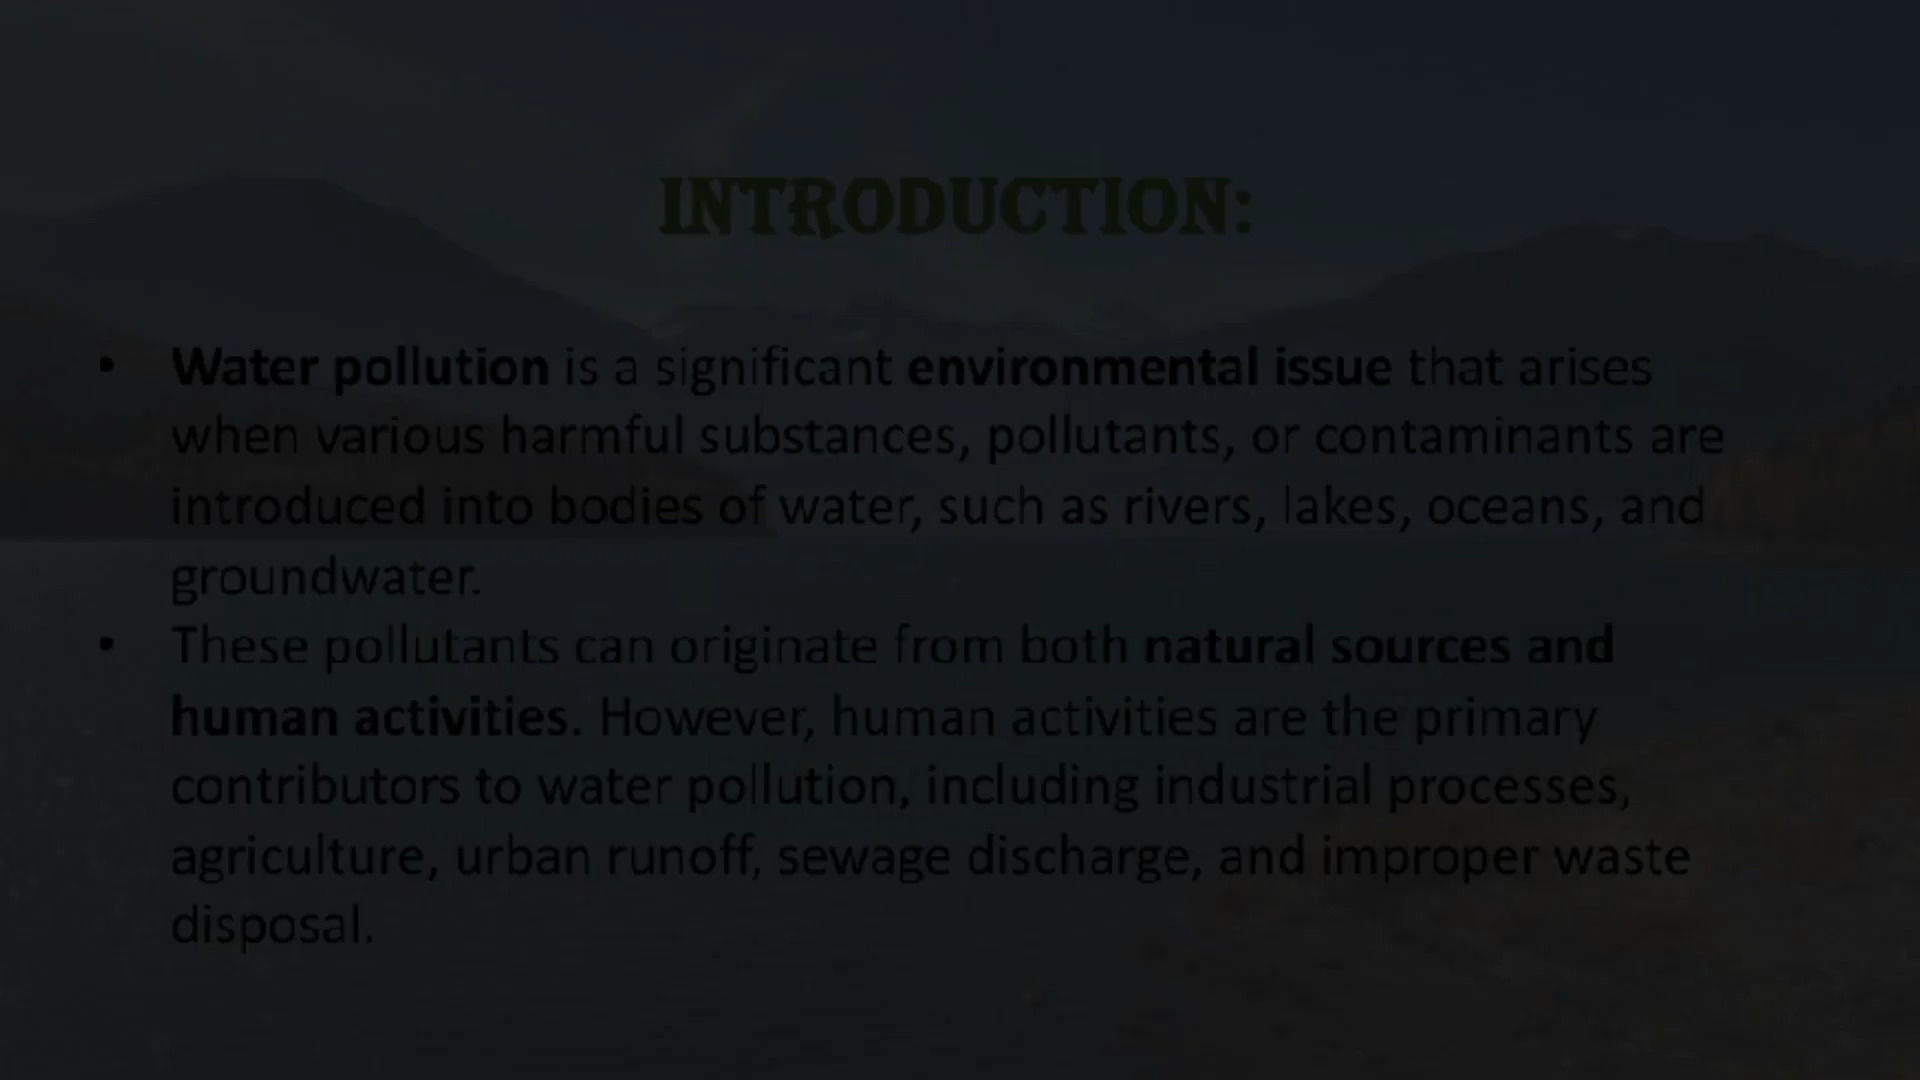 INTRODUCTION:
• Water pollution is a significant environmental issue that arises
when various harmful substances, pollutants, or contaminants are
introduced into bodies of water, such as rivers, lakes, oceans, and
groundwater.
• These pollutants can originate from both natural sources and
human activities. However, human activities are the primary
contributors to water pollution, including industrial processes,
agriculture, urban runoff, sewage discharge, and improper waste
disposal.